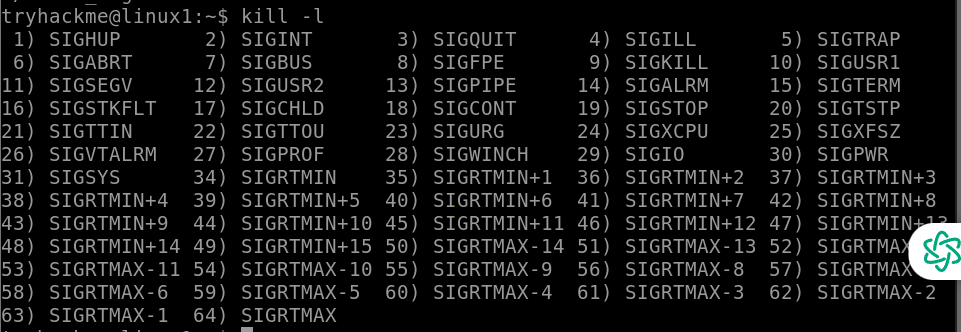 tryhackme@linux1:~$ kill -l
1) SIGHUP 2) SIGINT 3) SIGQUIT 4) SIGILL 5) SIGTRAP
6) SIGABRT 7) SIGBUS 8) SIGFPE 9) SIGKILL 10) SIGUSR1
11) SIGSEGV 12) SIGUSR2 13) SIGPIPE 14) SIGALRM 15) SIGTERM
16) SIGSTKFLT 17) SIGCHLD 18) SIGCONT 19) SIGSTOP 20) SIGTSTP
21) SIGTTIN 22) SIGTTOU 23) SIGURG 24) SIGXCPU 25) SIGXFSZ
26) SIGVTALRM 27) SIGPROF 28) SIGWINCH 29) SIGIO 30) SIGPWR
31) SIGSYS 34) SIGRTMIN 35) SIGRTMIN+1 36) SIGRTMIN+2 37) SIGRTMIN+3
38) SIGRTMIN+4 39) SIGRTMIN+5 40) SIGRTMIN+6 41) SIGRTMIN+7 42) SIGRTMIN+8
43) SIGRTMIN+9 44) SIGRTMIN+10 45) SIGRTMIN+11 46) SIGRTMIN+12 47) SIGRTMIN+13
48) SIGRTMIN+14 49) SIGRTMIN+15 50) SIGRTMAX-14 51) SIGRTMAX-13 52) SIGRTMAX
53) SIGRTMAX-11 54) SIGRTMAX-10 55) SIGRTMAX-9 56) SIGRTMAX-8 57) SIGRTMAX
58) SIGRTMAX-6 59) SIGRTMAX-5 60) SIGRTMAX-4 61) SIGRTMAX-3 62) SIGRTMAX-2
63) SIGRTMAX-1 64) SIGRTMAX